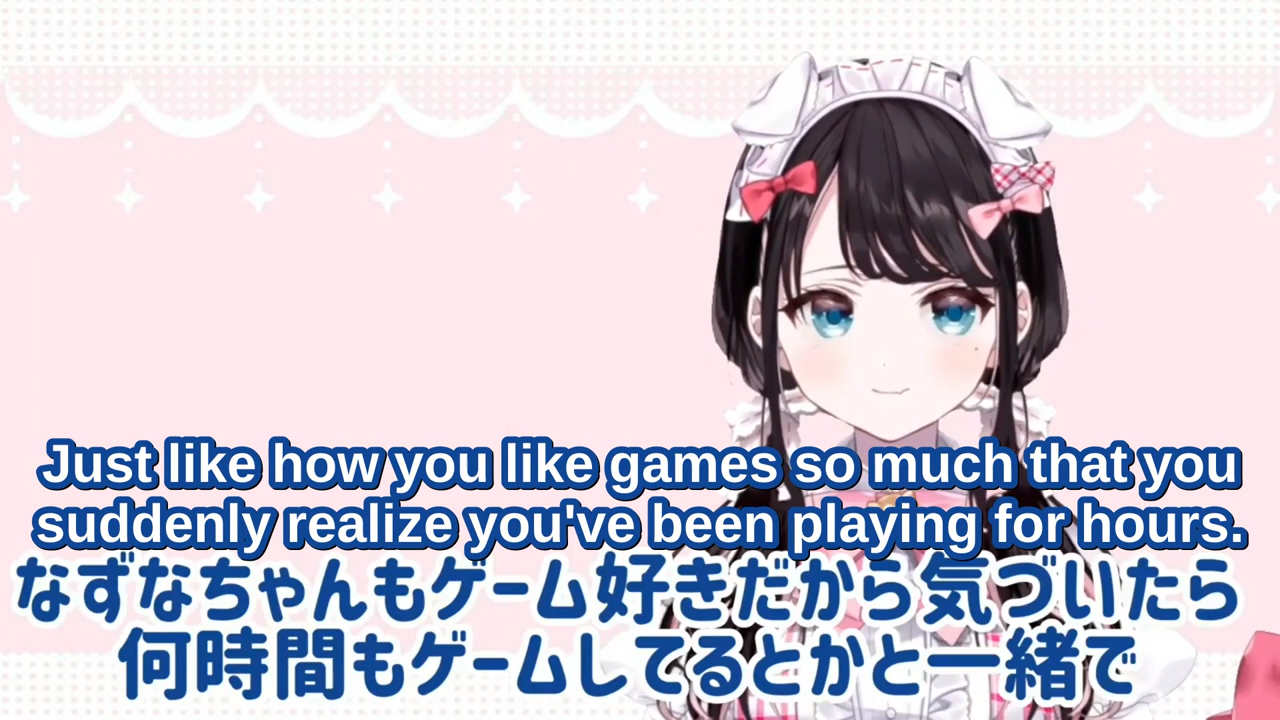 Just like how you like games so much that you
suddenly realize you've been playing for hours.
なずなちゃんもゲーム好きだから気づいたら
何時間もゲームしてるとかと一緒で